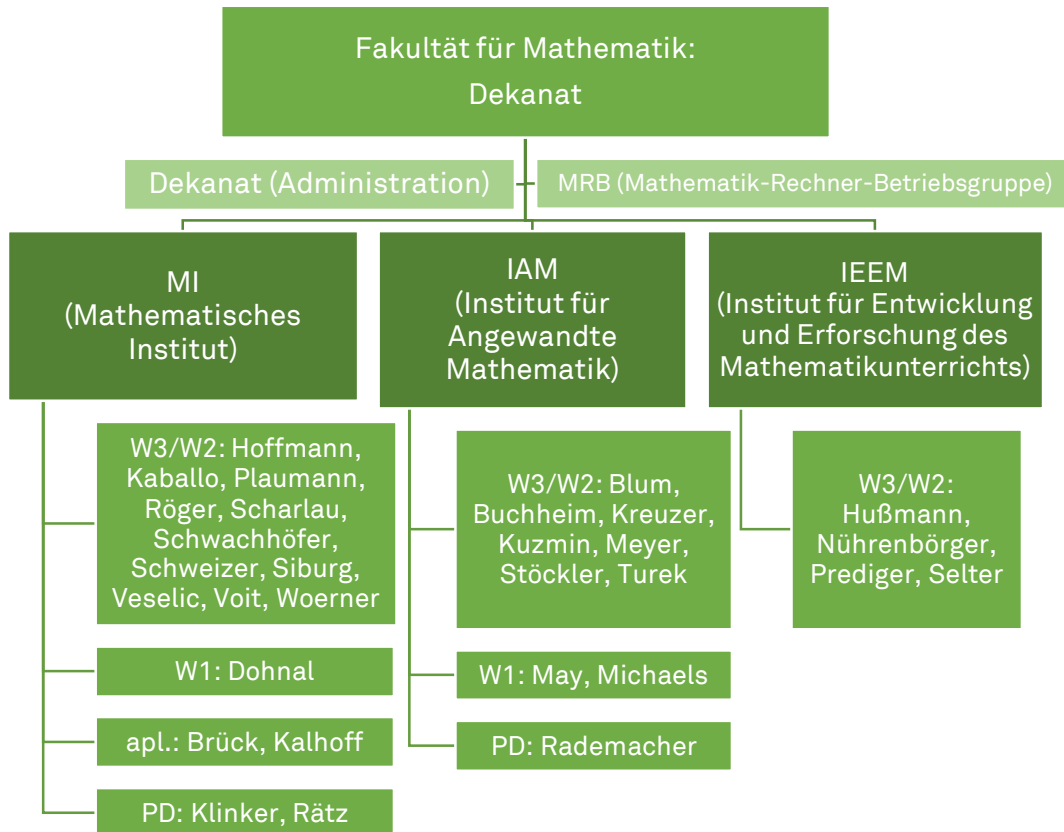 Fakultät für Mathematik:
Dekanat
Dekanat (Administration)
MRB (Mathematik-Rechner-Betriebsgruppe)
MI
(Mathematisches
Institut)
IAM
(Institut für
Angewandte
Mathematik)
IEEM
(Institut für Entwicklung
und Erforschung des
Mathematikunterrichts)
W3/W2: Hoffmann,
Kaballo, Plaumann,
Röger, Scharlau,
Schwachhöfer,
Schweizer, Siburg,
Veselic, Voit, Woerner
W1: Dohnal
apl.: Brück, Kalhoff
PD: Klinker, Rätz
W3/W2: Blum,
Buchheim, Kreuzer,
Kuzmin, Meyer,
Stöckler, Turek
W1: May, Michaels
PD: Rademacher
W3/W2:
Hußmann,
Nührenbörger,
Prediger, Selter